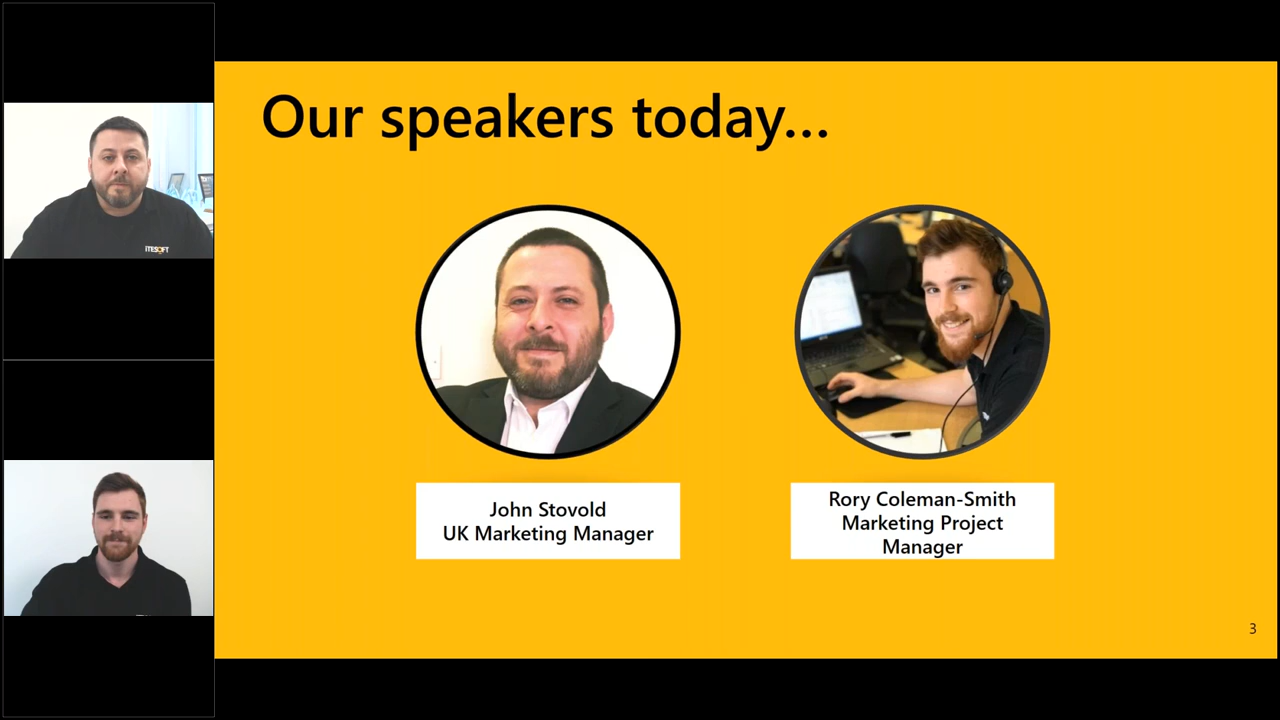 Our speakers today...
ITESOFT
John Stovold
UK Marketing Manager
Rory Coleman-Smith
Marketing Project
Manager
3